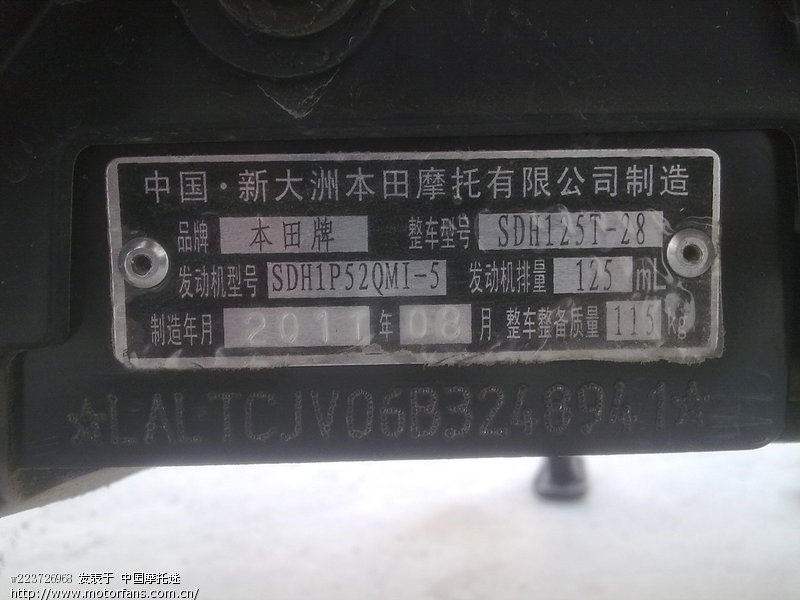 中国·新大洲本田摩托有限公司制造
品牌 本田牌 整车型号 SDH125T-28
发动机型号 SDH1P52QMI-5 发动机排量 125 mL
制造年月 2011 年 08 月 整车整备质量 115 kg
☆LALTCJV06B3248941☆
w223726968 发表于 中国摩托迷
http://www.motorfans.com.cn/